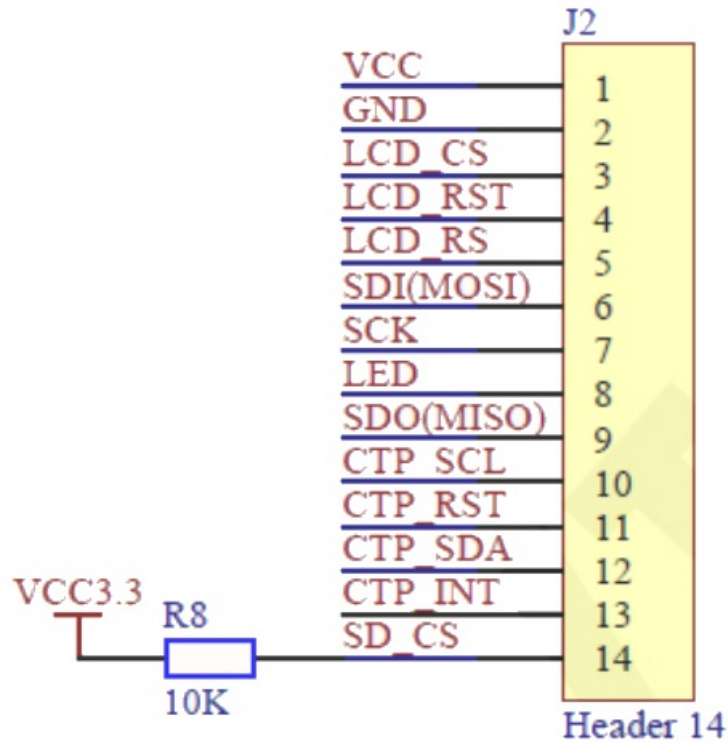 J2
VCC 1
GND 2
LCD_CS 3
LCD_RST 4
LCD_RS 5
SDI(MOSI) 6
SCK 7
LED 8
SDO(MISO) 9
CTP_SCL 10
CTP_RST 11
CTP_SDA 12
CTP_INT 13
SD_CS 14
VCC3.3
R8
10K
Header 14